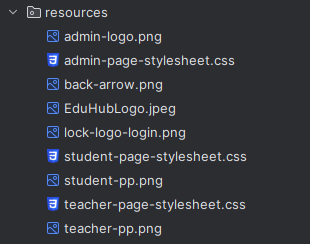 resources
admin-logo.png
admin-page-stylesheet.css
back-arrow.png
EduHubLogo.jpeg
lock-logo-login.png
student-page-stylesheet.css
student-pp.png
teacher-page-stylesheet.css
teacher-pp.png